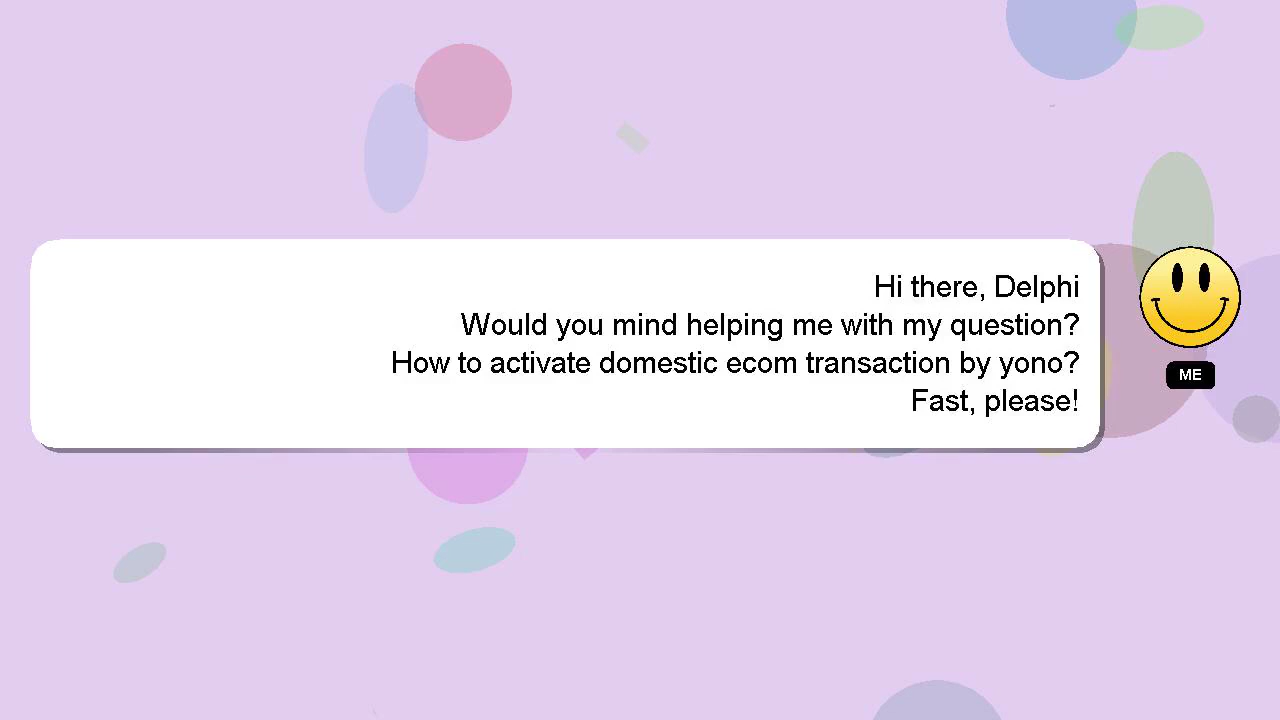 Hi there, Delphi
Would you mind helping me with my question?
How to activate domestic ecom transaction by yono?
Fast, please!
ME